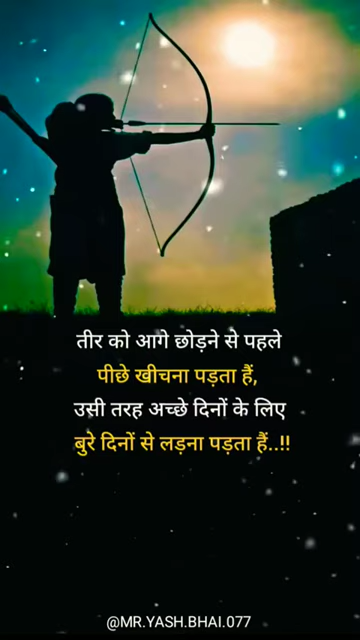 तीर को आगे छोड़ने से पहले
पीछे खीचना पड़ता हैं,
उसी तरह अच्छे दिनों के लिए
बुरे दिनों से लड़ना पड़ता हैं..!!
@MR.YASH.BHAI.077